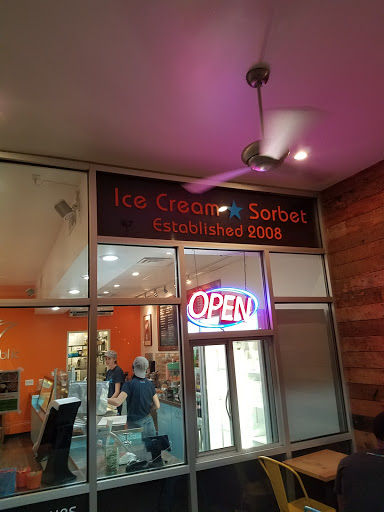 Ice Cream ★ Sorbet
Established 2008
OPEN